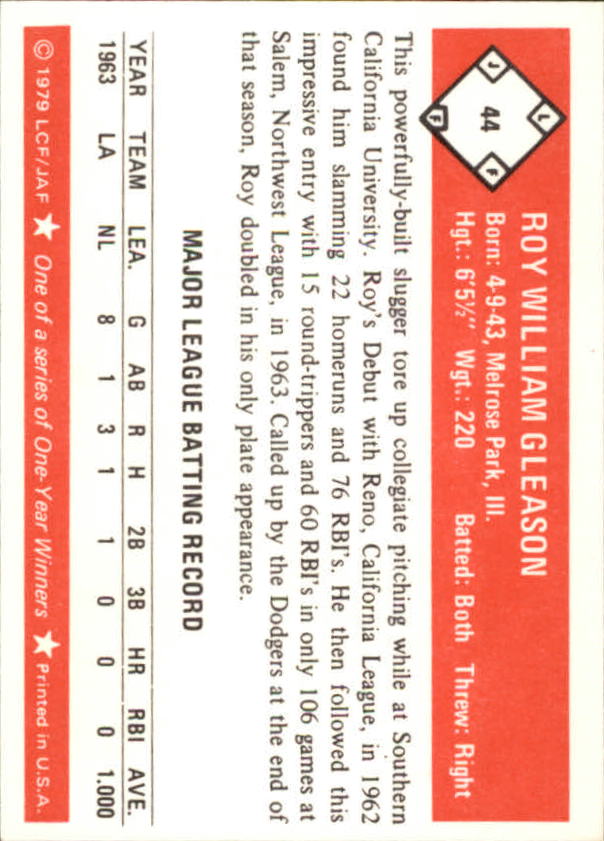 44
J
L
F
F
ROY WILLIAM GLEASON
Born: 4-9-43, Melrose Park, Ill.
Hgt.: 6'5½" Wgt.: 220 Batted: Both Threw: Right
This powerfully-built slugger tore up collegiate pitching while at Southern
California University. Roy's Debut with Reno, California League, in 1962
found him slamming 22 homeruns and 76 RBI's. He then followed this
impressive entry with 15 round-trippers and 60 RBI's in only 106 games at
Salem, Northwest League, in 1963. Called up by the Dodgers at the end of
that season, Roy doubled in his only plate appearance.
MAJOR LEAGUE BATTING RECORD
YEAR TEAM LEA. G AB R H 2B 3B HR RBI AVE.
1963 LA NL 8 1 3 1 1 0 0 0 1.000
© 1979 LCF/JAF ★ One of a series of One-Year Winners ★ Printed in U.S.A.